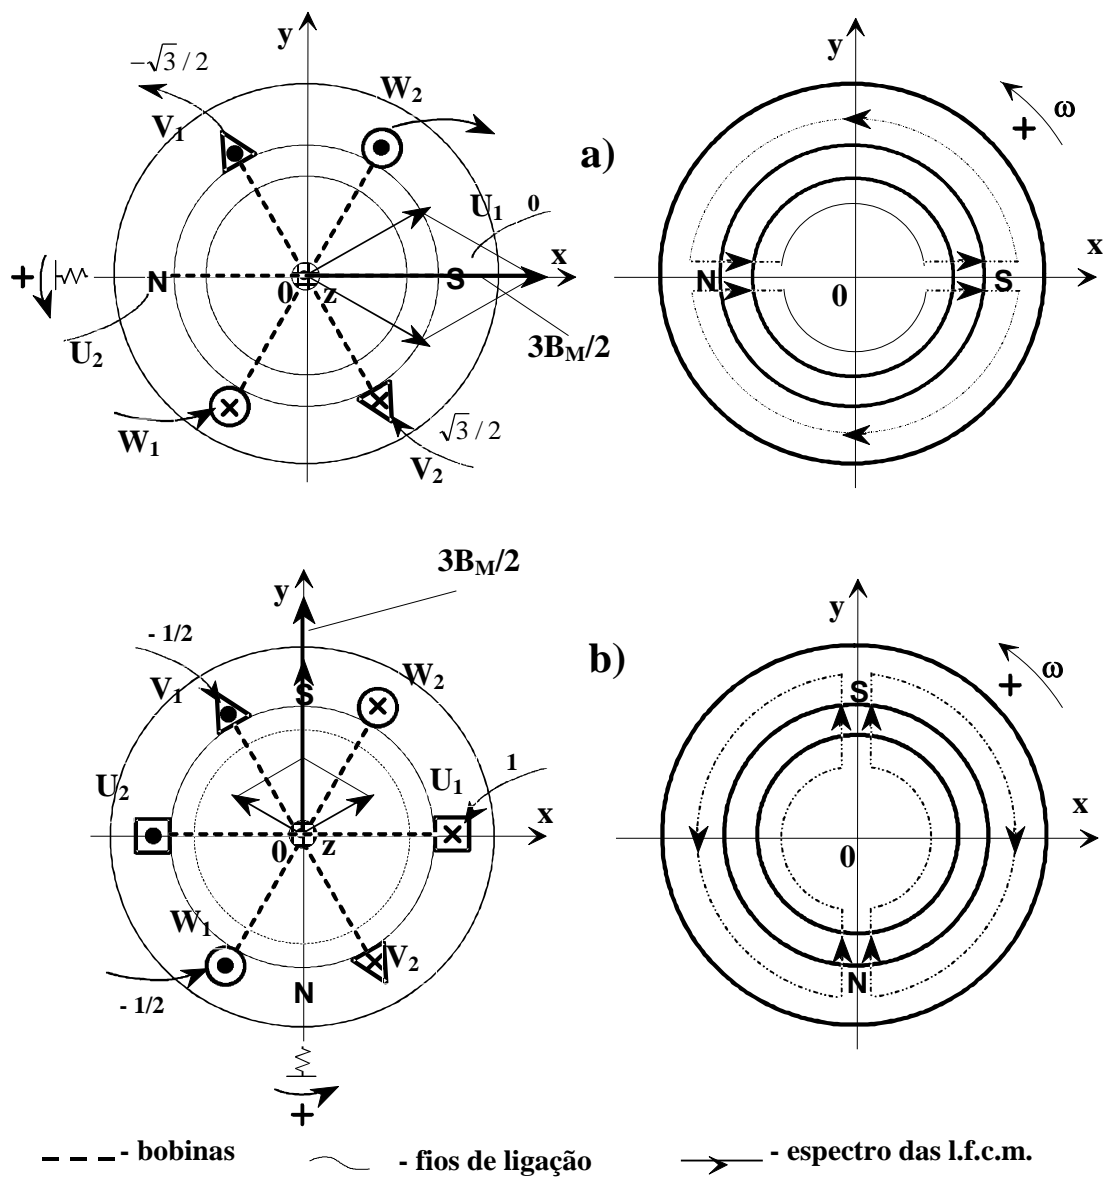 y
−√3 / 2
W₂
V₁
a)
U₁ 0
x
+
N
S
0 z
U₂
3B_M/2
W₁
√3 / 2
V₂
y
ω
+
x
N
S
0
3B_M/2
y
- 1/2
V₁
W₂
S
b)
U₂
U₁
1
x
0 z
W₁
V₂
N
- 1/2
+
y
ω
+
S
x
0
N
- bobinas
- fios de ligação
- espectro das l.f.c.m.